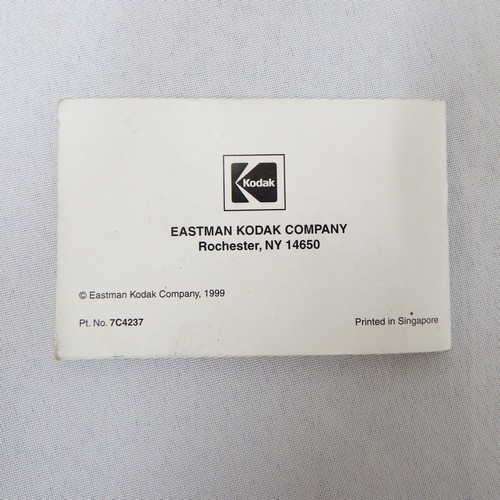 Kodak
EASTMAN KODAK COMPANY
Rochester, NY 14650
© Eastman Kodak Company, 1999
Pt. No. 7C4237
Printed in Singapore